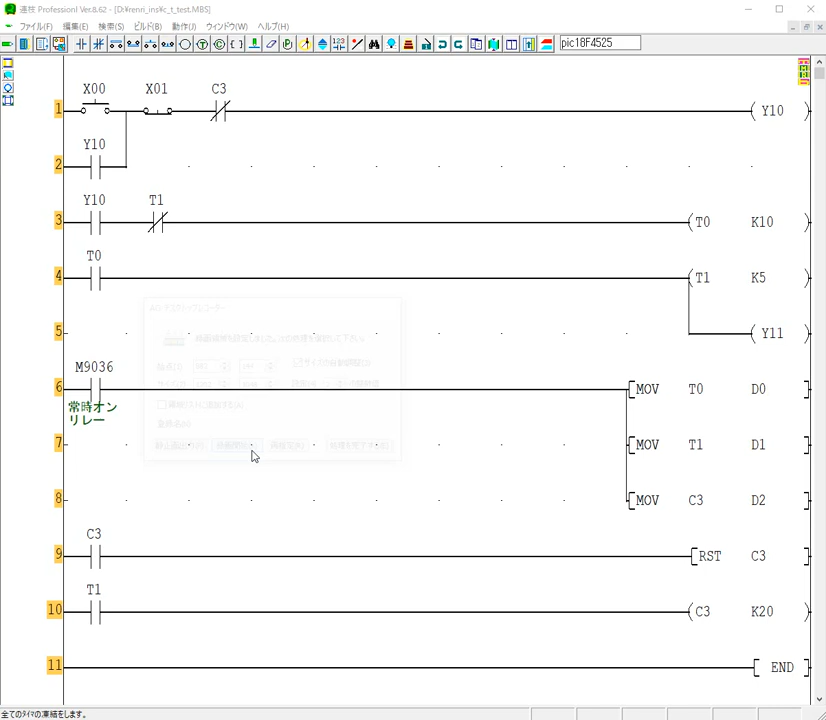 連枝 Professionl Ver.8.62 - [D:¥renri_ins¥c_t_test.MBS]
ファイル(F) 編集(E) 検索(S) ビルド(B) 動作(J) ウィンドウ(W) ヘルプ(H)
123
pic18F4525
X00 X01 C3
1 Y10
Y10
2
Y10 T1
3 T0 K10
T0
4 T1 K5
5 Y11
M9036
6 MOV T0 D0
常時オン
リレー
7 MOV T1 D1
8 MOV C3 D2
C3
9 RST C3
T1
10 C3 K20
11 END
全てのタイマの凍結をします。